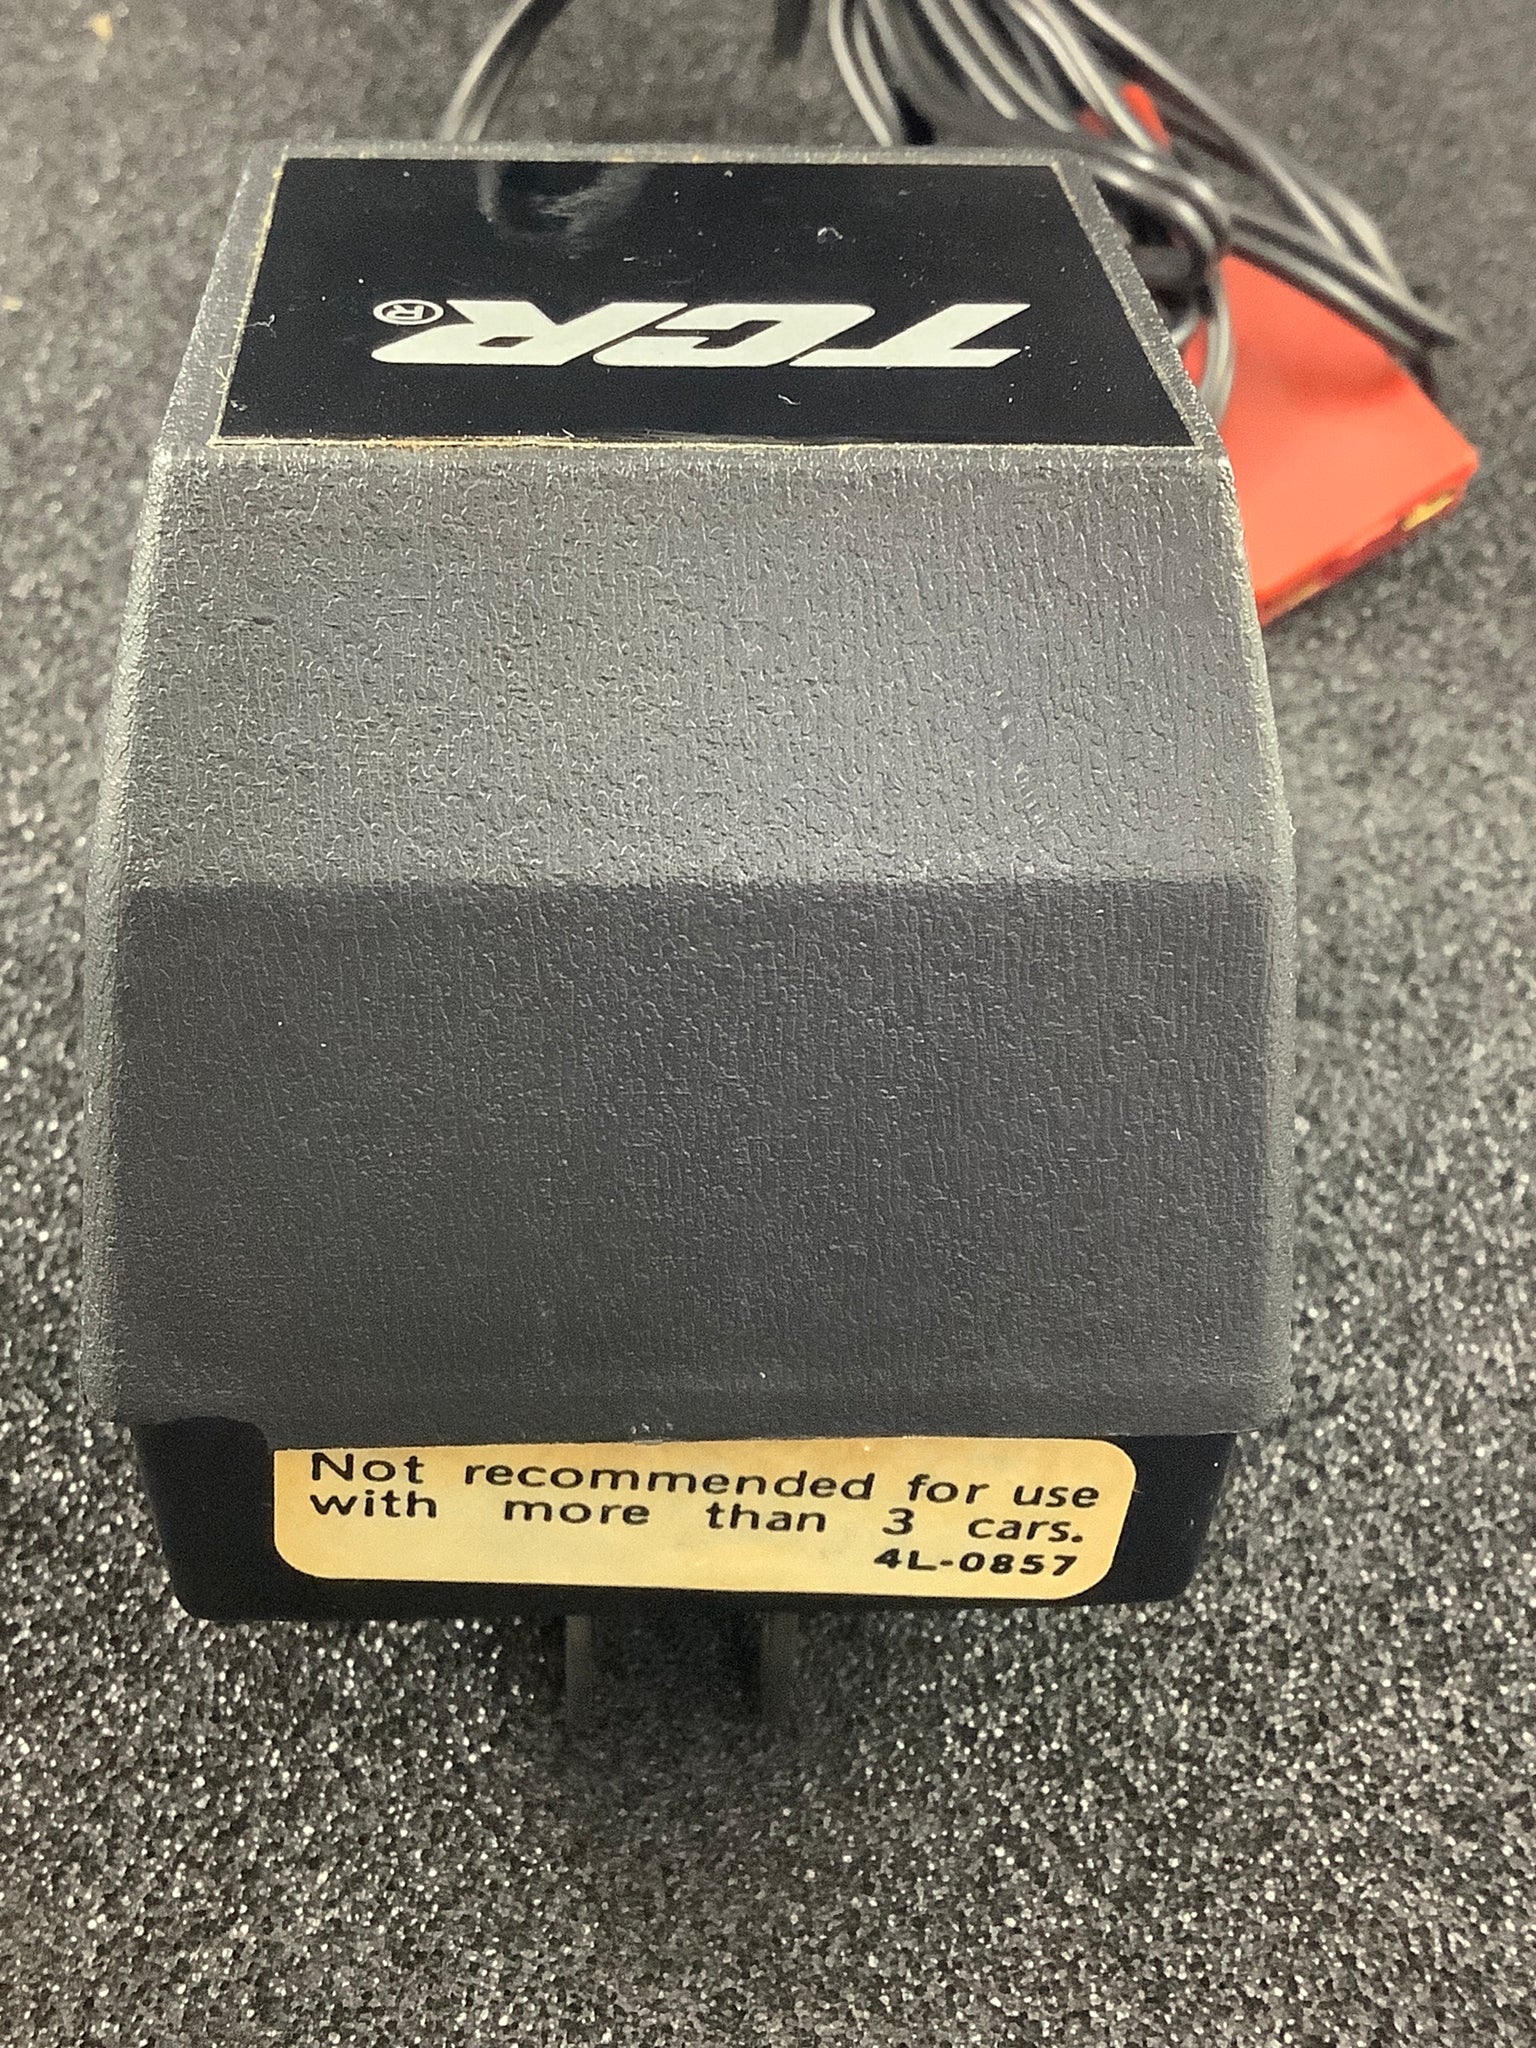 TCR®
Not recommended for use
with more than 3 cars.
4L-0857